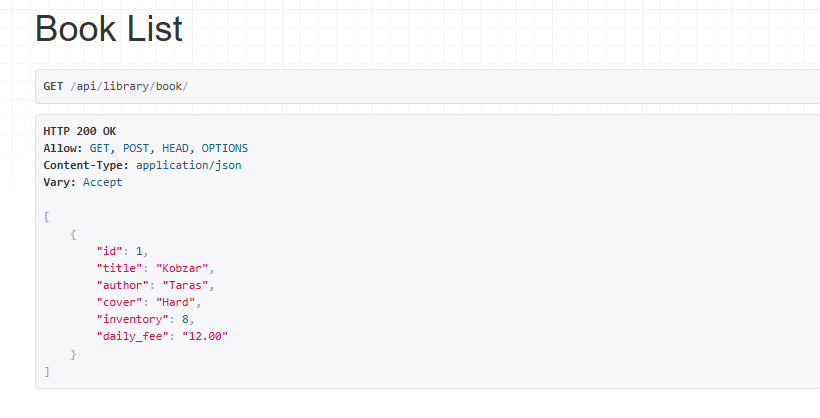 Book List
GET /api/library/book/
HTTP 200 OK
Allow: GET, POST, HEAD, OPTIONS
Content-Type: application/json
Vary: Accept
[
    {
        "id": 1,
        "title": "Kobzar",
        "author": "Taras",
        "cover": "Hard",
        "inventory": 8,
        "daily_fee": "12.00"
    }
]